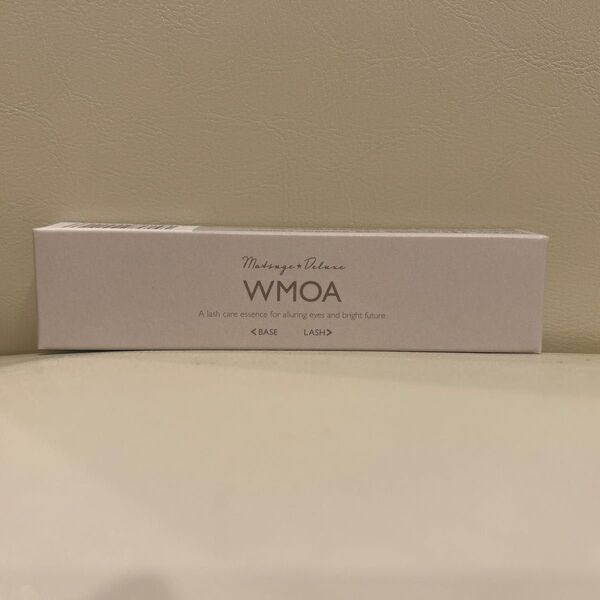 Matsuge★Deluxe
WMOA
A lash care essence for alluring eyes and bright future
<BASE LASH>